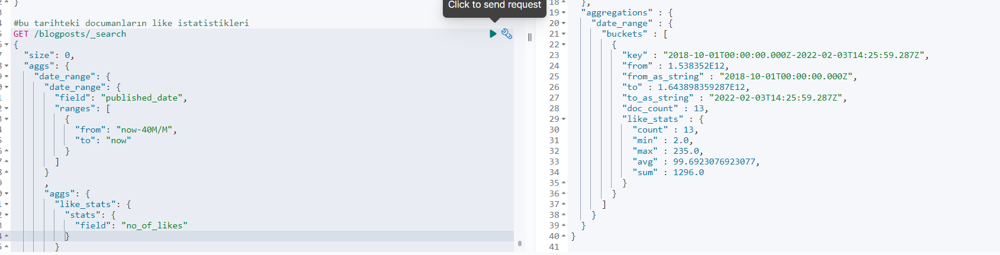 Click to send request
}
#bu tarihteki documanların like istatistikleri
GET /blogposts/_search
{
"size": 0,
"aggs": {
"date_range": {
"date_range": {
"field": "published_date",
"ranges": [
{
"from": "now-40M/M",
"to": "now"
}
]
}
,
"aggs": {
"like_stats": {
"stats": {
"field": "no_of_likes"
}
}
18 },
19 "aggregations" : {
20 "date_range" : {
21 "buckets" : [
22 {
23 "key" : "2018-10-01T00:00:00.000Z-2022-02-03T14:25:59.287Z",
24 "from" : 1.538352E12,
25 "from_as_string" : "2018-10-01T00:00:00.000Z",
26 "to" : 1.643898359287E12,
27 "to_as_string" : "2022-02-03T14:25:59.287Z",
28 "doc_count" : 13,
29 "like_stats" : {
30 "count" : 13,
31 "min" : 2.0,
32 "max" : 235.0,
33 "avg" : 99.6923076923077,
34 "sum" : 1296.0
35 }
36 }
37 ]
38 }
39 }
40 }
41